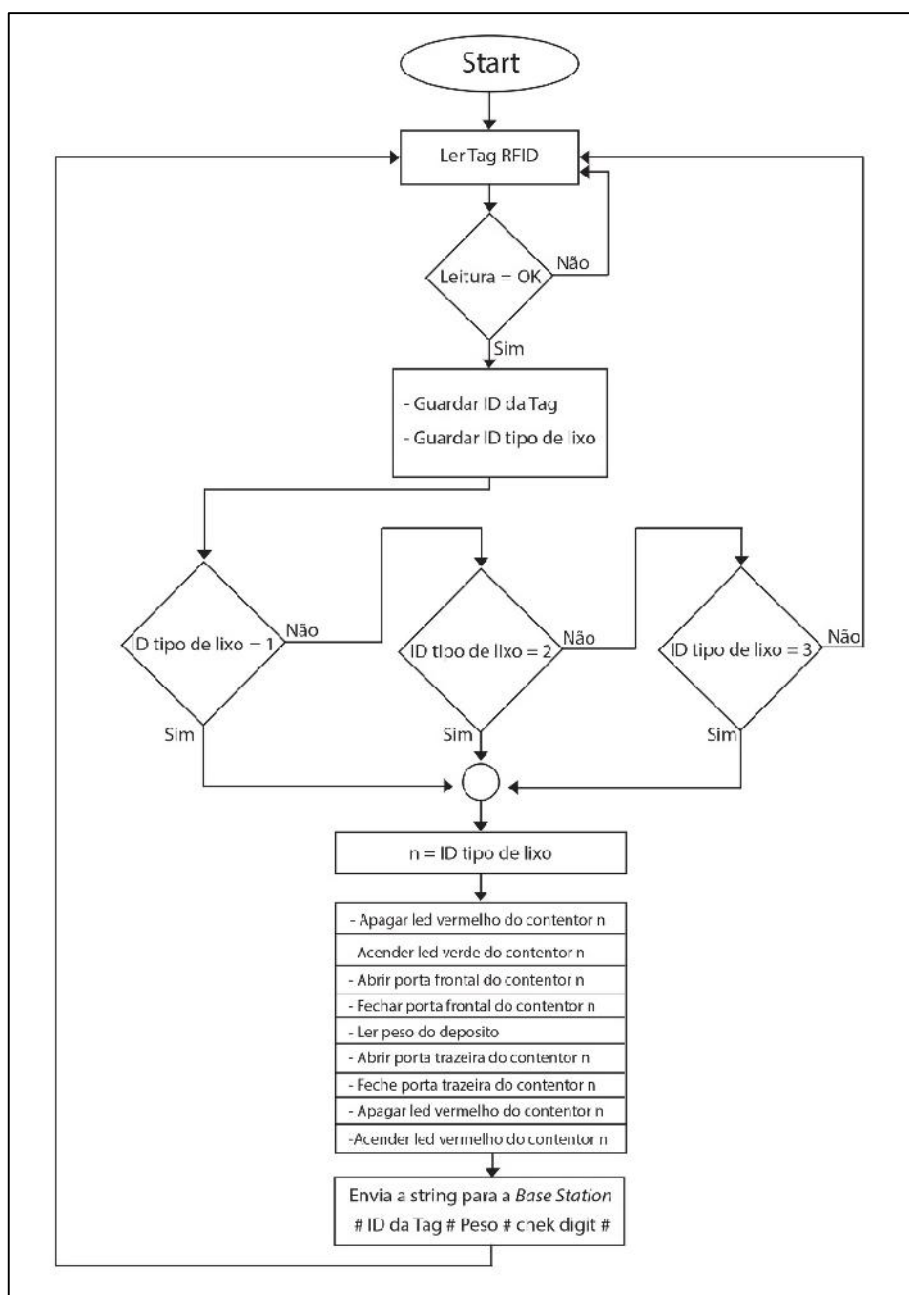 Start
Ler Tag RFID
Leitura = OK
Não
Sim
- Guardar ID da Tag
- Guardar ID tipo de lixo
D tipo de lixo = 1
Não
Sim
ID tipo de lixo = 2
Não
Sim
ID tipo de lixo = 3
Não
Sim
n = ID tipo de lixo
- Apagar led vermelho do contentor n
Acender led verde do contentor n
- Abrir porta frontal do contentor n
- Fechar porta frontal do contentor n
- Ler peso do deposito
- Abrir porta trazeira do contentor n
- Feche porta trazeira do contentor n
- Apagar led vermelho do contentor n
-Acender led vermelho do contentor n
Envia a string para a Base Station
# ID da Tag # Peso # chek digit #